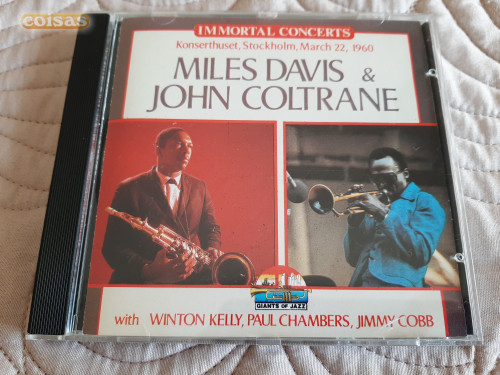 coisas
IMMORTAL CONCERTS
Konserthuset, Stockholm, March 22, 1960
MILES DAVIS &
JOHN COLTRANE
GIANTS OF JAZZ
with WINTON KELLY, PAUL CHAMBERS, JIMMY COBB